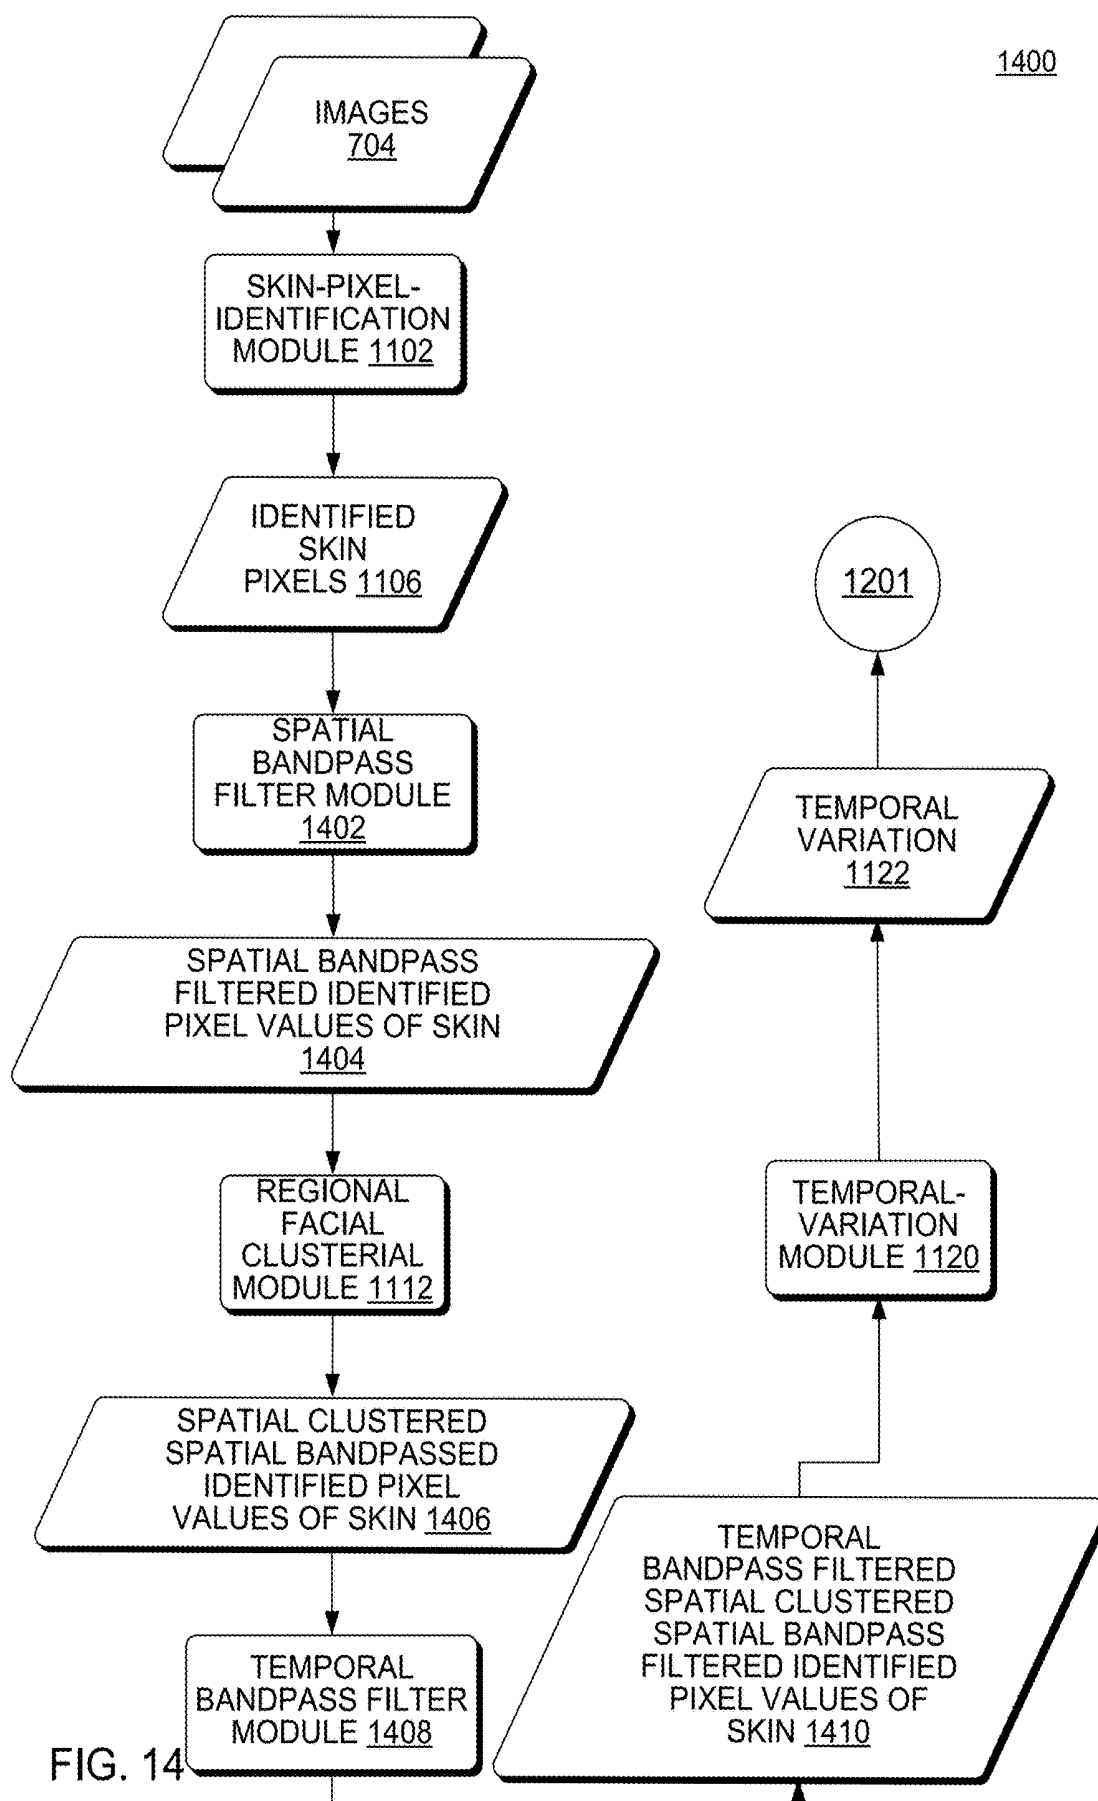 1400
IMAGES
704
SKIN-PIXEL-
IDENTIFICATION
MODULE 1102
IDENTIFIED
SKIN
PIXELS 1106
SPATIAL
BANDPASS
FILTER MODULE
1402
SPATIAL BANDPASS
FILTERED IDENTIFIED
PIXEL VALUES OF SKIN
1404
REGIONAL
FACIAL
CLUSTERIAL
MODULE 1112
SPATIAL CLUSTERED
SPATIAL BANDPASSED
IDENTIFIED PIXEL
VALUES OF SKIN 1406
TEMPORAL
BANDPASS FILTER
MODULE 1408
TEMPORAL
BANDPASS FILTERED
SPATIAL CLUSTERED
SPATIAL BANDPASS
FILTERED IDENTIFIED
PIXEL VALUES OF
SKIN 1410
TEMPORAL-
VARIATION
MODULE 1120
TEMPORAL
VARIATION
1122
1201
FIG. 14